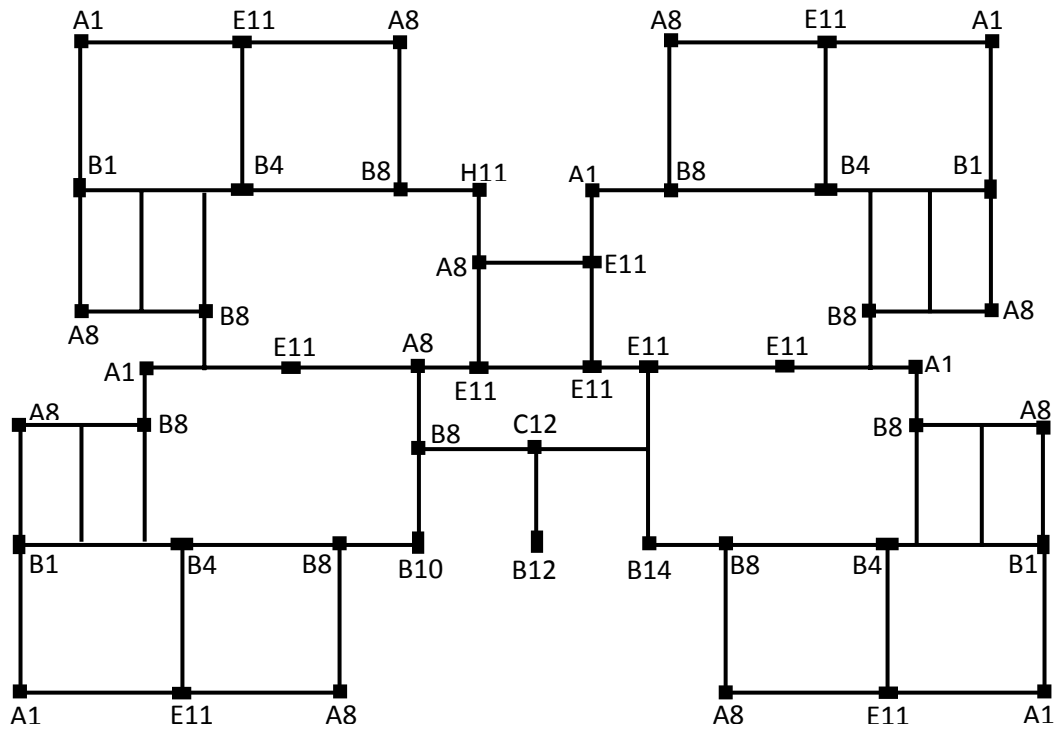 A1 E11 A8 A8 E11 A1
B1 B4 B8 H11 A1 B8 B4 B1
A8 E11
A8 B8 B8 A8
A1 E11 A8 E11 E11 E11 E11 A1
A8 B8 B8 C12 B8 A8
B1 B4 B8 B10 B12 B14 B8 B4 B1
A1 E11 A8 A8 E11 A1